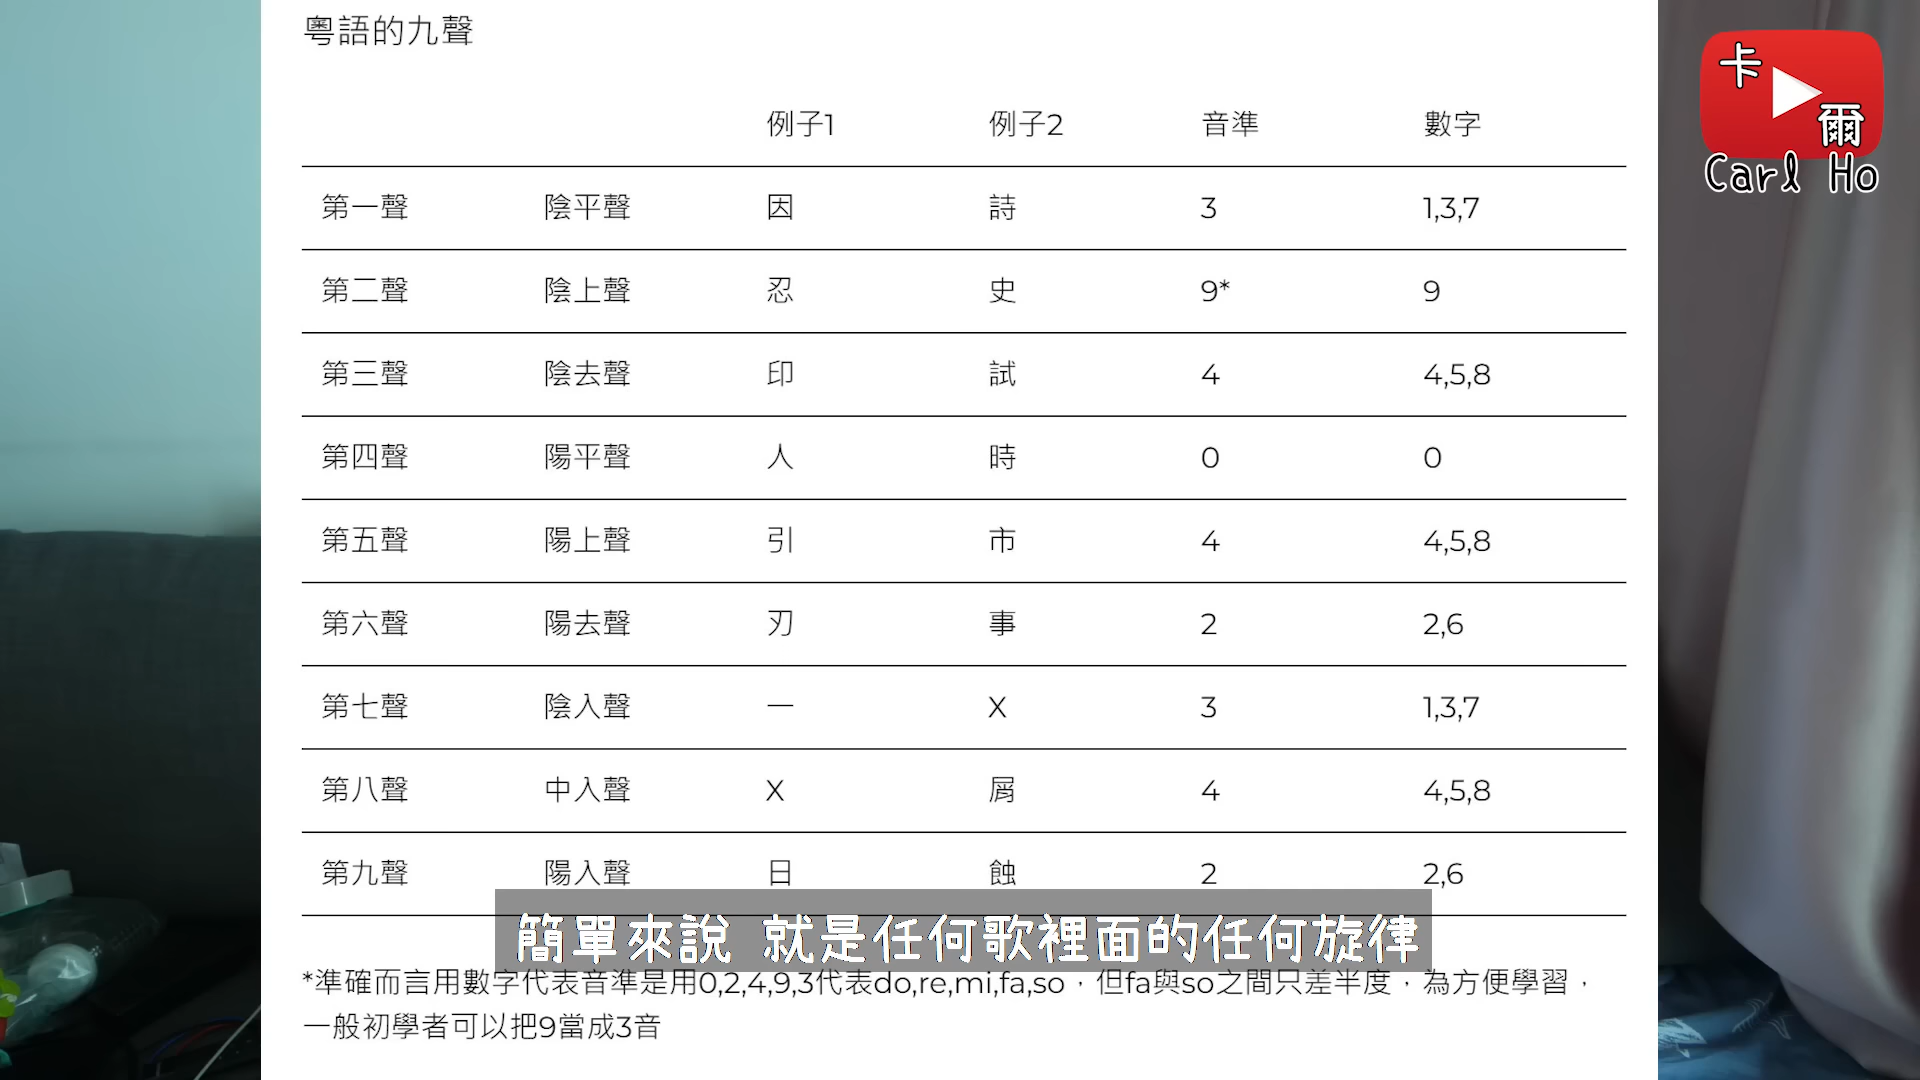 粵語的九聲
例子1 例子2 音準 數字
第一聲 陰平聲 因 詩 3 1,3,7
第二聲 陰上聲 忍 史 9* 9
第三聲 陰去聲 印 試 4 4,5,8
第四聲 陽平聲 人 時 0 0
第五聲 陽上聲 引 市 4 4,5,8
第六聲 陽去聲 刃 事 2 2,6
第七聲 陰入聲 一 X 3 1,3,7
第八聲 中入聲 X 屑 4 4,5,8
第九聲 陽入聲 日 蝕 2 2,6
簡單來說 就是任何歌裡面的任何旋律
*準確而言用數字代表音準是用0,2,4,9,3代表do,re,mi,fa,so，但fa與so之間只差半度，為方便學習，
一般初學者可以把9當成3音
卡爾
Carl Ho